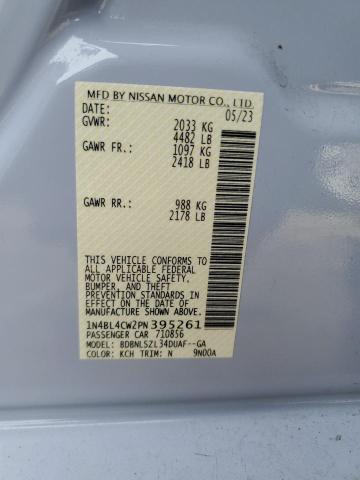 MFD BY NISSAN MOTOR CO., LTD.
DATE: 05/23
GVWR: 2033 KG
4482 LB
GAWR FR: 1097 KG
2418 LB
GAWR RR: 988 KG
2178 LB
THIS VEHICLE CONFORMS TO
ALL APPLICABLE FEDERAL
MOTOR VEHICLE SAFETY,
BUMPER, AND THEFT
PREVENTION STANDARDS IN
EFFECT ON THE DATE OF
MANUFACTURE SHOWN ABOVE.
1N4BL4CW2PN395261
PASSENGER CAR 710856
MODEL: BDBNLSZL34DUAF--GA
COLOR: KCH TRIM: N 9N00A